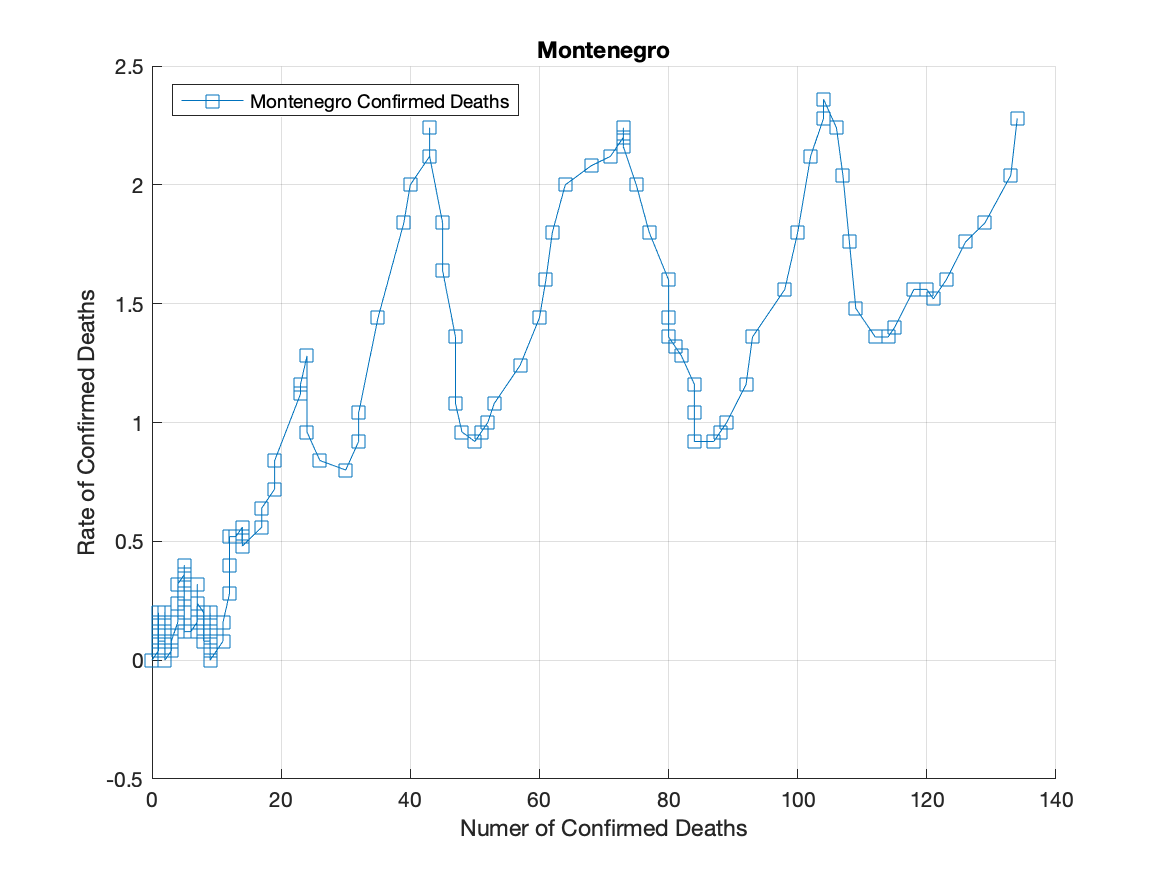 Montenegro
Montenegro Confirmed Deaths
2.5
2
1.5
1
0.5
0
-0.5
Rate of Confirmed Deaths
0 20 40 60 80 100 120 140
Numer of Confirmed Deaths